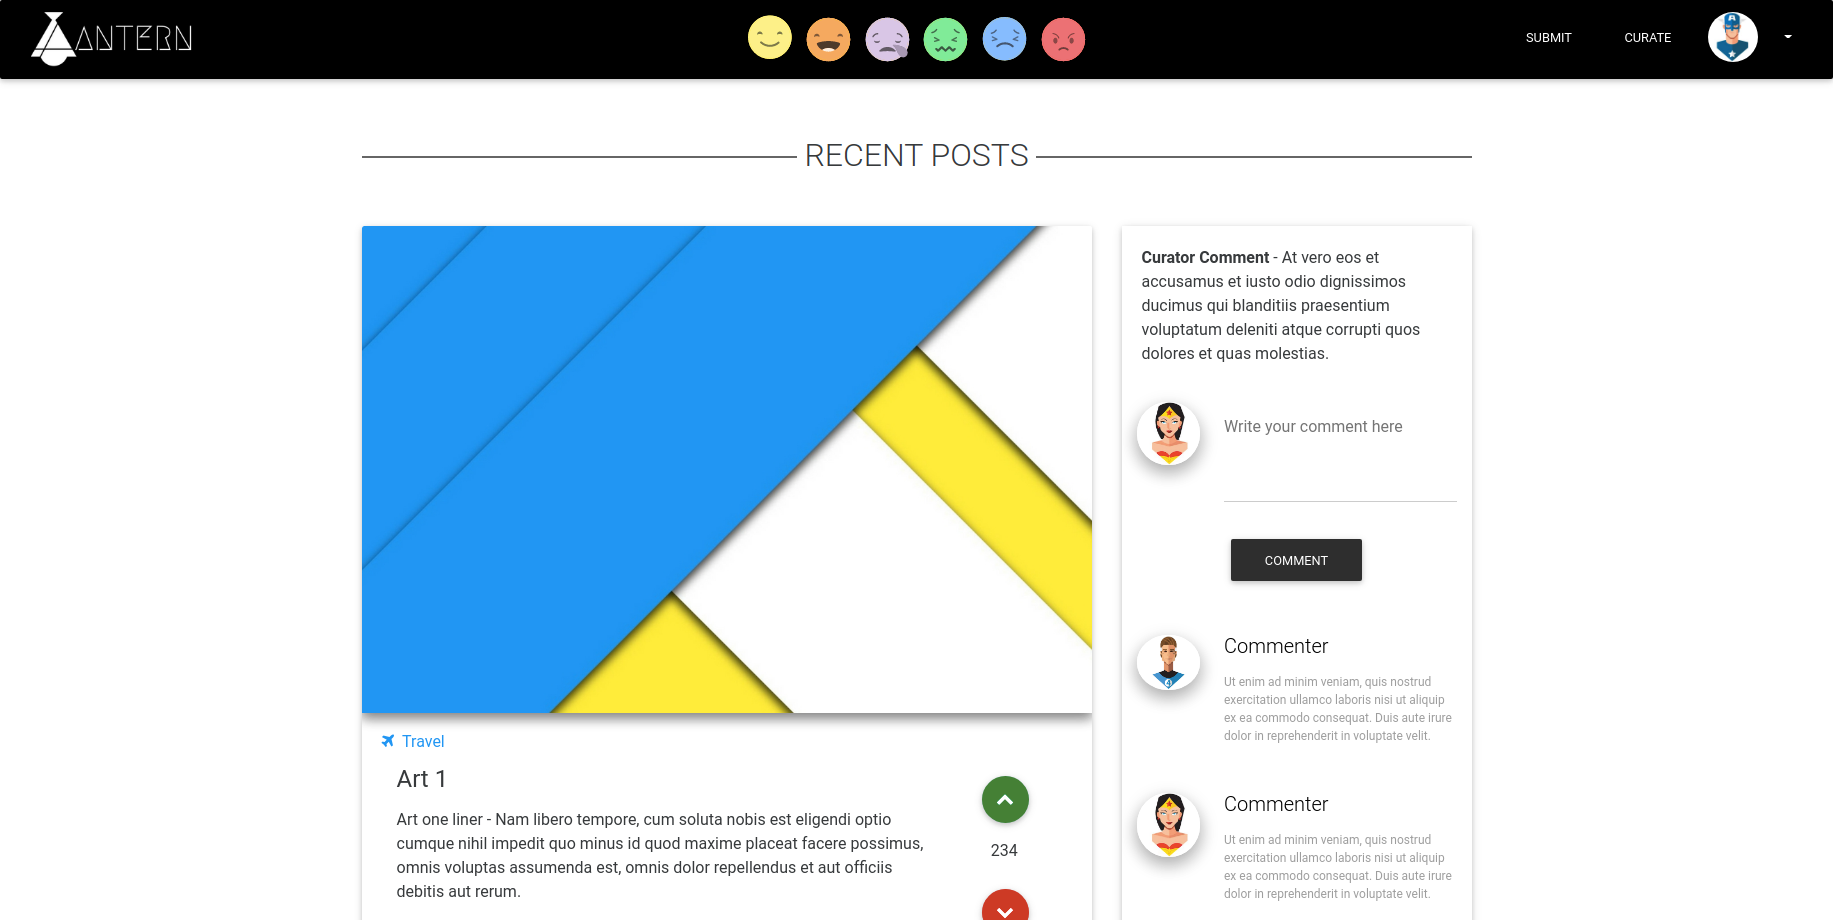 ANTERN
SUBMIT
CURATE
RECENT POSTS
Curator Comment - At vero eos et
accusamus et iusto odio dignissimos
ducimus qui blanditiis praesentium
voluptatum deleniti atque corrupti quos
dolores et quas molestias.
Write your comment here
COMMENT
Commenter
Ut enim ad minim veniam, quis nostrud
exercitation ullamco laboris nisi ut aliquip
ex ea commodo consequat. Duis aute irure
dolor in reprehenderit in voluptate velit.
Commenter
Ut enim ad minim veniam, quis nostrud
exercitation ullamco laboris nisi ut aliquip
ex ea commodo consequat. Duis aute irure
dolor in reprehenderit in voluptate velit.
Travel
Art 1
Art one liner - Nam libero tempore, cum soluta nobis est eligendi optio
cumque nihil impedit quo minus id quod maxime placeat facere possimus,
omnis voluptas assumenda est, omnis dolor repellendus et aut officiis
debitis aut rerum.
234